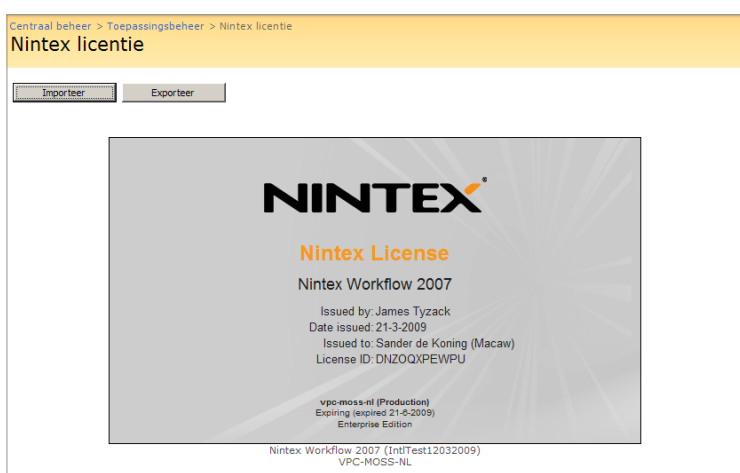 Centraal beheer > Toepassingsbeheer > Nintex licentie
Nintex licentie
Importeer
Exporteer
NINTEX®
Nintex License
Nintex Workflow 2007
Issued by: James Tyzack
Date issued: 21-3-2009
Issued to: Sander de Koning (Macaw)
License ID: DNZOQXPEWPU
vpc-moss-nl (Production)
Expiring (expired 21-6-2009)
Enterprise Edition
Nintex Workflow 2007 (IntlTest12032009)
VPC-MOSS-NL